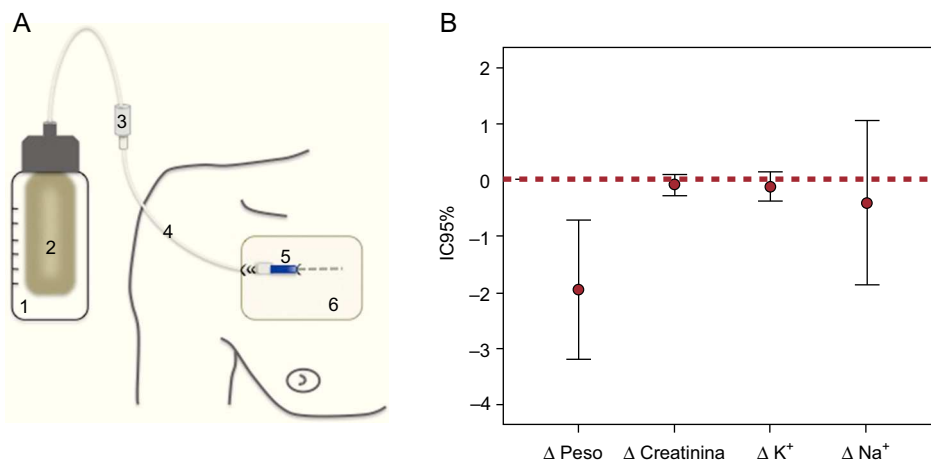 A
1
2
3
4
5
6
B
IC95%
2
1
0
–1
–2
–3
–4
Δ Peso
Δ Creatinina
Δ K⁺
Δ Na⁺